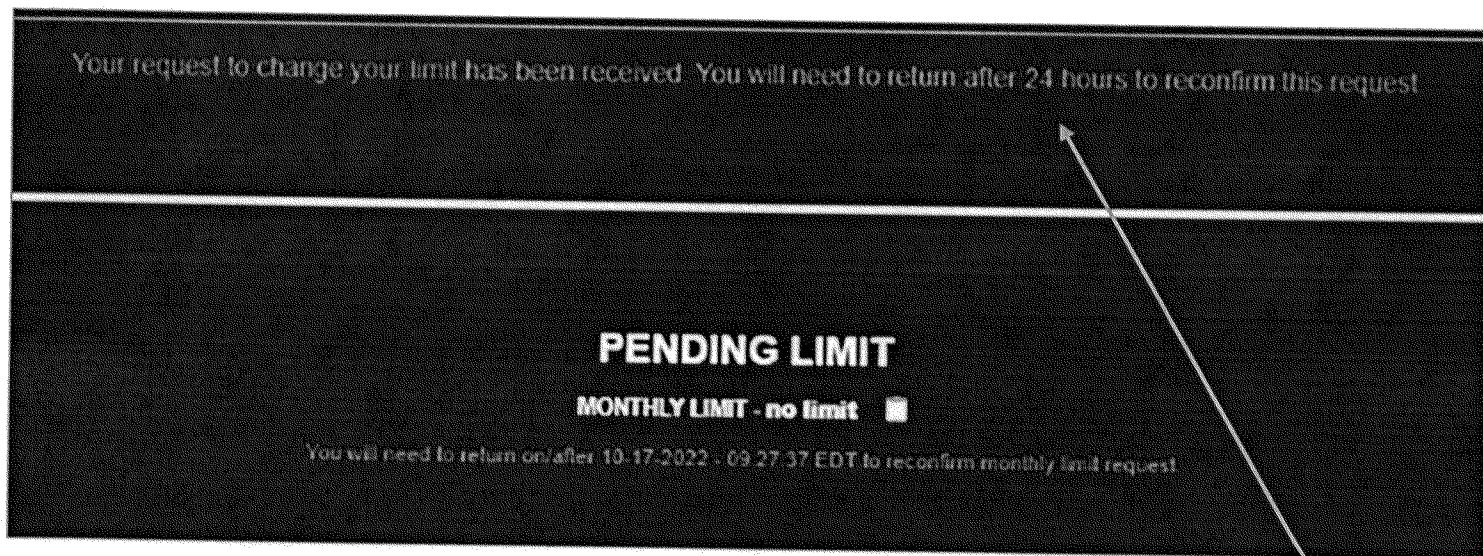 Your request to change your limit has been received. You will need to return after 24 hours to reconfirm this request
PENDING LIMIT
MONTHLY LIMIT - no limit
You will need to return on/after 10-17-2022 - 09:27:37 EDT to reconfirm monthly limit request